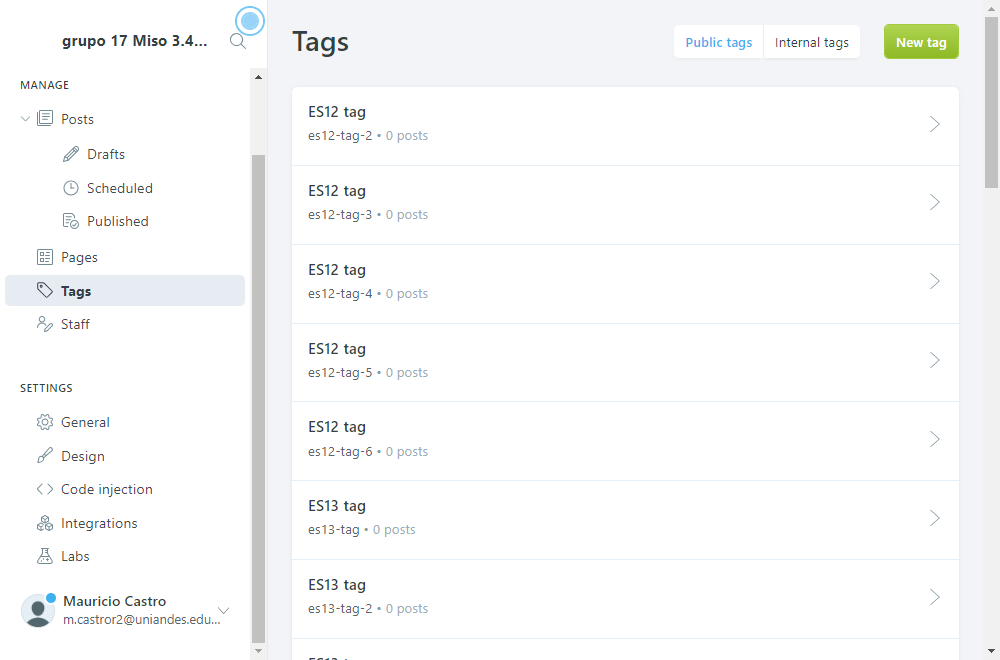 grupo 17 Miso 3.4...
MANAGE
Posts
Drafts
Scheduled
Published
Pages
Tags
Staff
SETTINGS
General
Design
Code injection
Integrations
Labs
Mauricio Castro
m.castror2@uniandes.edu...
Tags
Public tags
Internal tags
New tag
ES12 tag
es12-tag-2 • 0 posts
ES12 tag
es12-tag-3 • 0 posts
ES12 tag
es12-tag-4 • 0 posts
ES12 tag
es12-tag-5 • 0 posts
ES12 tag
es12-tag-6 • 0 posts
ES13 tag
es13-tag • 0 posts
ES13 tag
es13-tag-2 • 0 posts